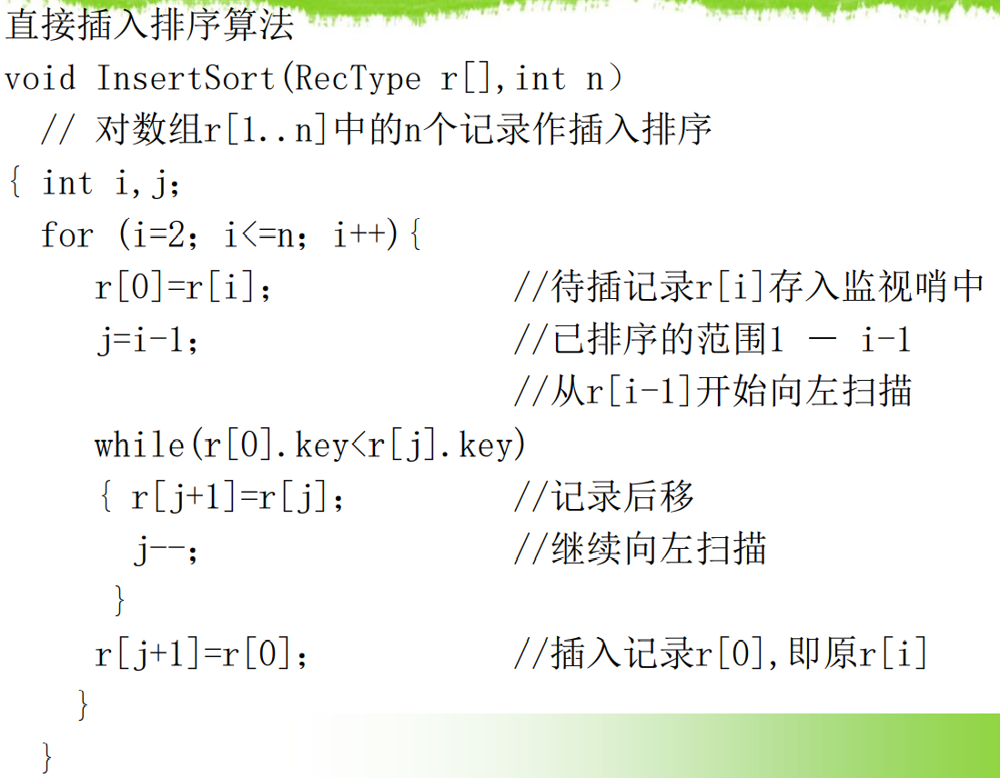 直接插入排序算法
void InsertSort(RecType r[],int n）
// 对数组r[1..n]中的n个记录作插入排序
{ int i,j；
for (i=2；i<=n；i++){
r[0]=r[i]； //待插记录r[i]存入监视哨中
j=i-1； //已排序的范围1 － i-1
//从r[i-1]开始向左扫描
while(r[0].key<r[j].key)
{ r[j+1]=r[j]； //记录后移
j--； //继续向左扫描
}
r[j+1]=r[0]； //插入记录r[0],即原r[i]
}
}